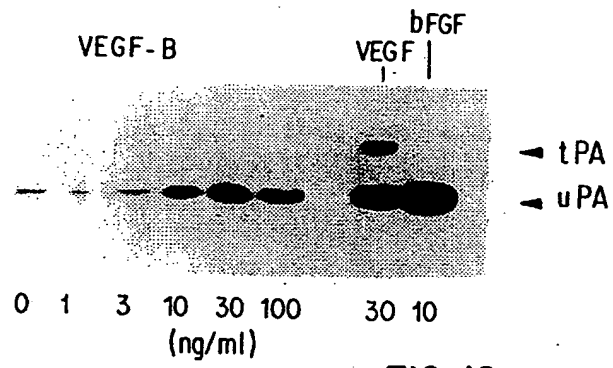 bFGF
VEGF-B VEGF
tPA
uPA
0 1 3 10 30 100 30 10
(ng/ml)